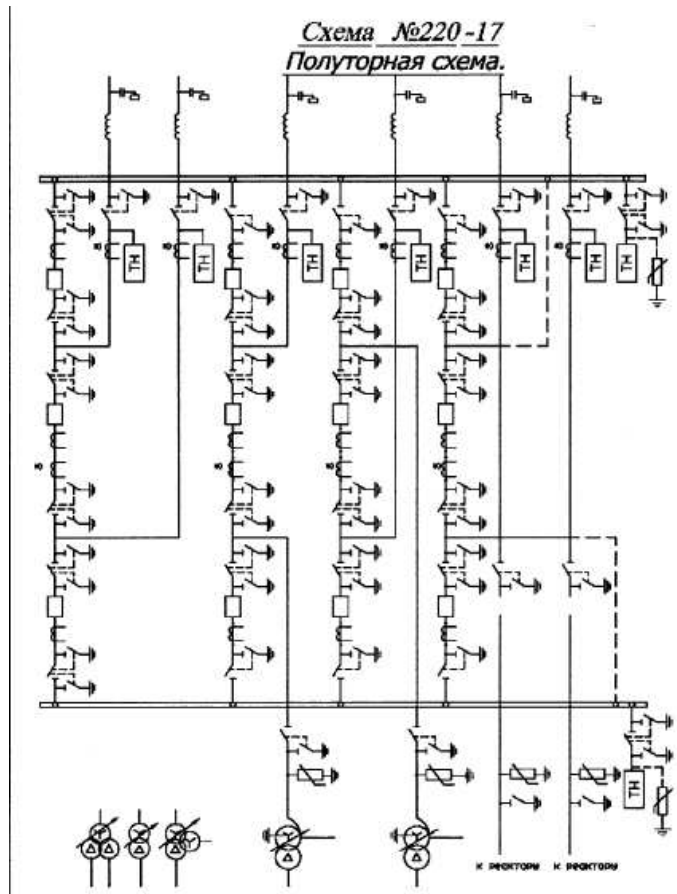 Схема №220-17
Полуторная схема.
ТН
ТН
ТН
ТН
ТН
ТН
ТН
ТН
к реактору
к реактору